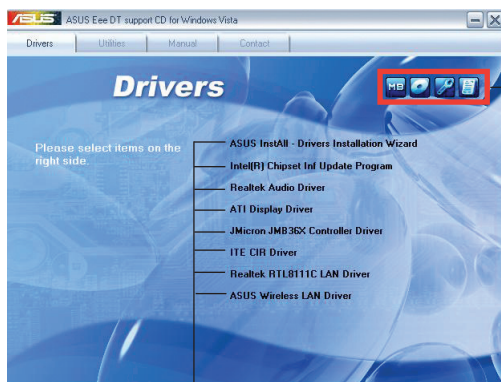 ASUS ASUS Eee DT support CD for Windows Vista
Drivers Utilities Manual Contact
Drivers
MB
Please select items on the right side.
ASUS InstAll - Drivers Installation Wizard
Intel(R) Chipset Inf Update Program
Realtek Audio Driver
ATI Display Driver
JMicron JMB36X Controller Driver
ITE CIR Driver
Realtek RTL8111C LAN Driver
ASUS Wireless LAN Driver